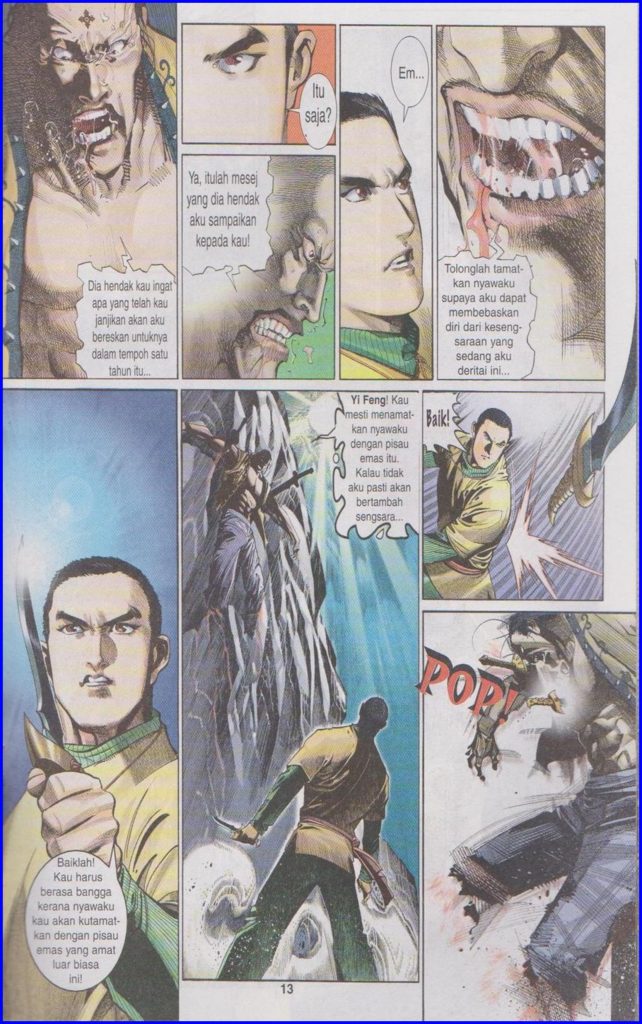 Dia hendak kau ingat
apa yang telah kau
janjikan akan aku
bereskan untuknya
dalam tempoh satu
tahun itu...
Itu
saja?
Ya, itulah mesej
yang dia hendak
aku sampaikan
kepada kau!
Em...
Tolonglah tamat-
kan nyawaku
supaya aku dapat
membebaskan
diri dari keseng-
saraan yang
sedang aku
deritai ini...
Baiklah!
Kau harus
berasa bangga
kerana nyawaku
kau akan kutamat-
kan dengan pisau
emas yang amat
luar biasa
ini!
Yi Feng! Kau
mesti menamat-
kan nyawaku
dengan pisau
emas itu.
Kalau tidak
aku pasti akan
bertambah
sengsara...
Baik!
POP!
13